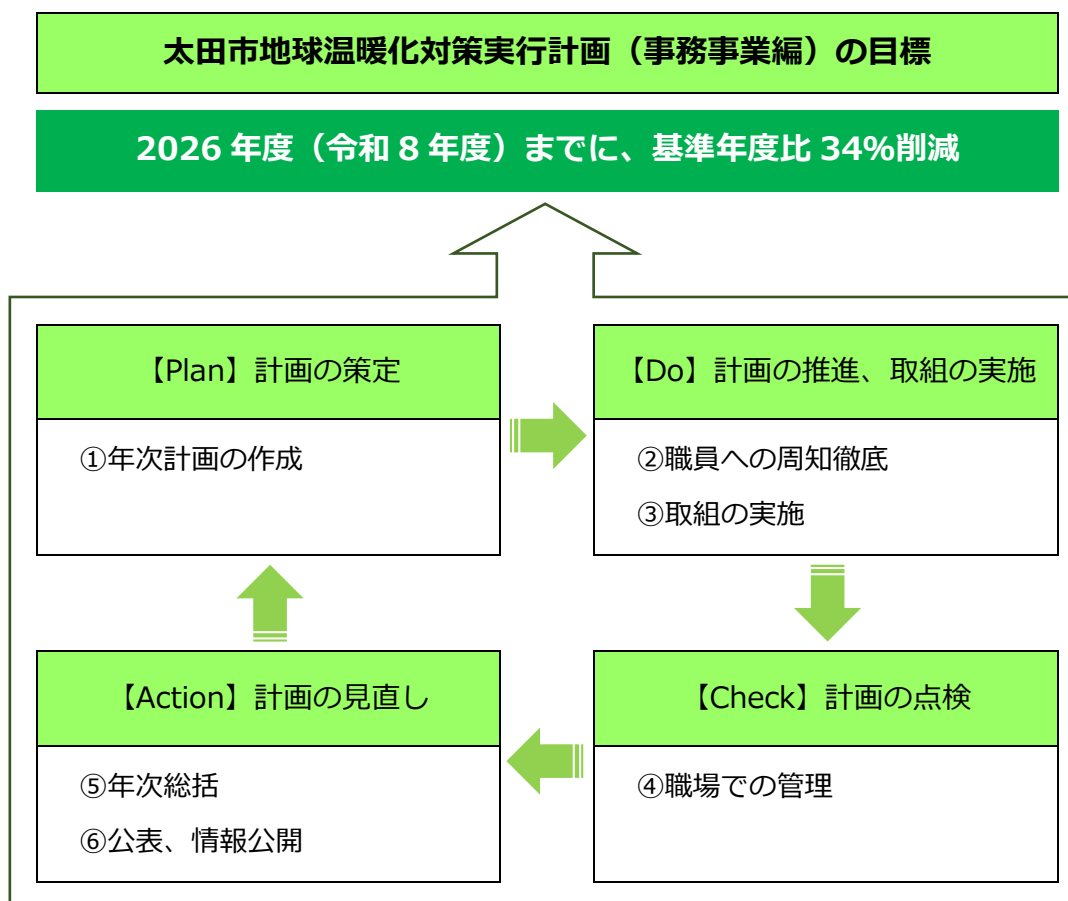 太田市地球温暖化対策実行計画（事務事業編）の目標
2026 年度（令和 8 年度）までに、基準年度比 34%削減
【Plan】計画の策定
①年次計画の作成
【Do】計画の推進、取組の実施
②職員への周知徹底
③取組の実施
【Action】計画の見直し
⑤年次総括
⑥公表、情報公開
【Check】計画の点検
④職場での管理